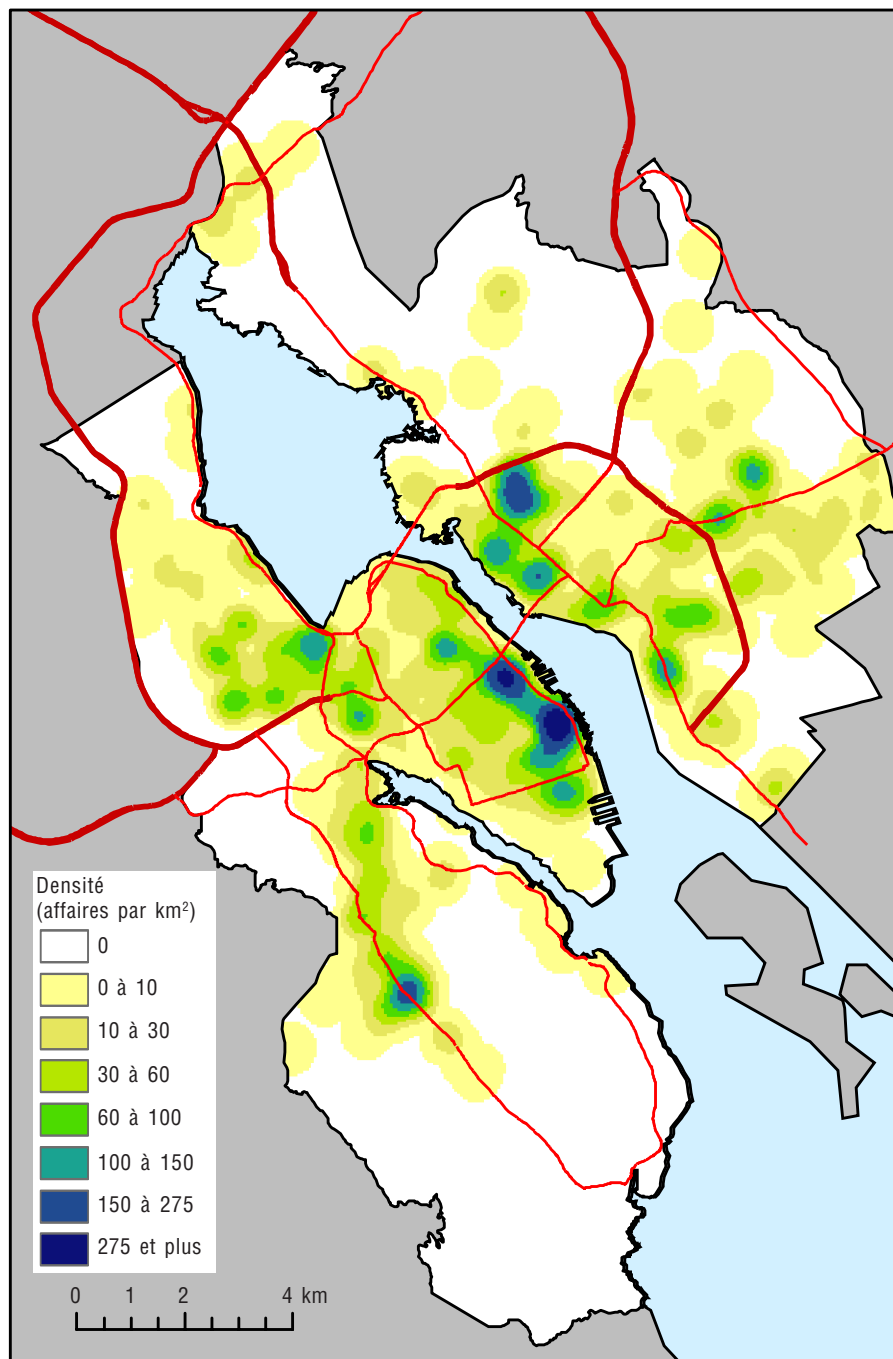 Densité
(affaires par km²)
0
0 à 10
10 à 30
30 à 60
60 à 100
100 à 150
150 à 275
275 et plus
0 1 2 4 km